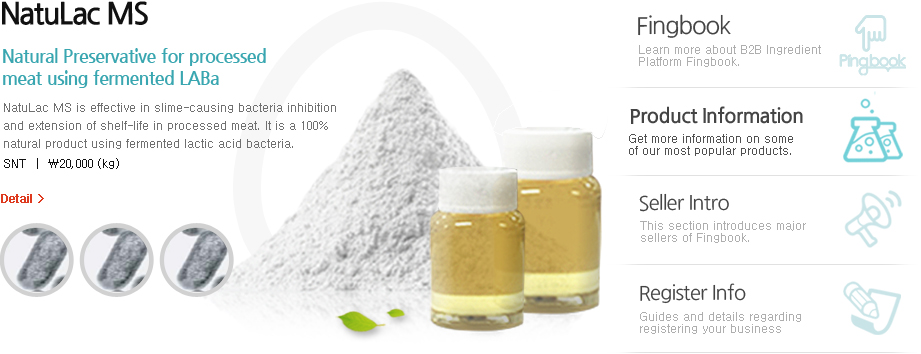 NatuLac MS
Natural Preservative for processed
meat using fermented LABa
NatuLac MS is effective in slime-causing bacteria inhibition
and extension of shelf-life in processed meat. It is a 100%
natural product using fermented lactic acid bacteria.
SNT | ₩20,000 (kg)
Detail >
Fingbook
Learn more about B2B Ingredient
Platform Fingbook.
Pingbook
Product Information
Get more information on some
of our most popular products.
Seller Intro
This section introduces major
sellers of Fingbook.
Register Info
Guides and details regarding
registering your business